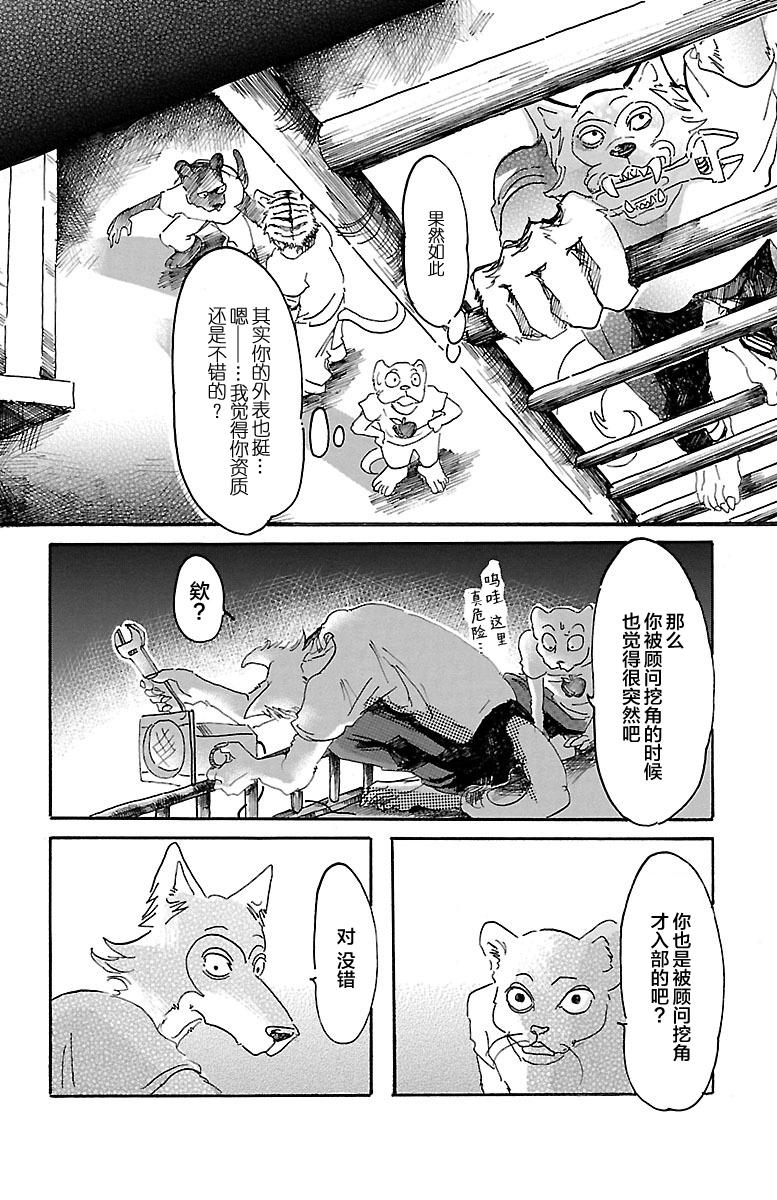 果然如此
其实你的外表也挺…
嗯——…我觉得你资质
还是不错的？
那么
你被顾问挖角的时候
也觉得很突然吧
呜哇 这里
真危险…
欸？
你也是被顾问挖角
才入部的吧？
对 没错